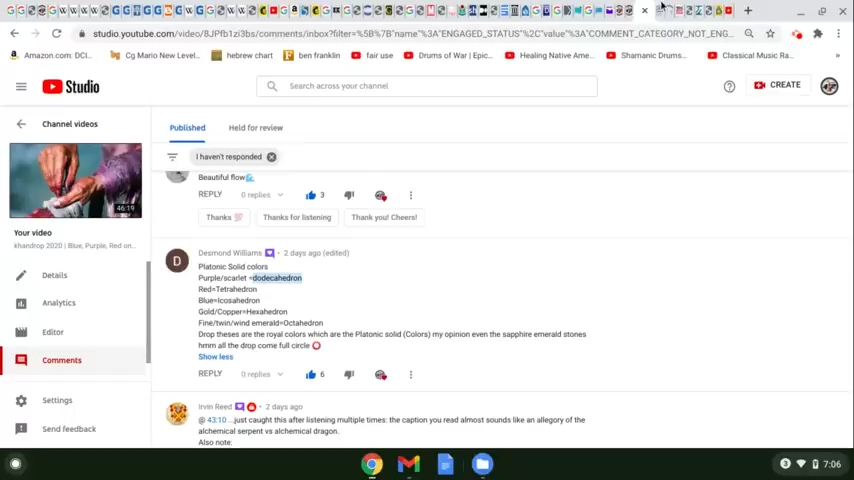 studio.youtube.com/video/8JPfb1zi3bs/comments/inbox?filter=%5B%7B"name"%3A"ENGAGED_STATUS"%2C"value"%3A"COMMENT_CATEGORY_NOT_ENG...
Amazon.com: DCI... Cg Mario New Level... hebrew chart ben franklin fair use Drums of War | Epic... Healing Native Ame... Shamanic Drums... Classical Music Ra... »
Studio
Search across your channel
CREATE
Channel videos
46:19
Your video
khandrop 2020 | Blue, Purple, Red on...
Details
Analytics
Editor
Comments
Settings
Send feedback
Published Held for review
I haven't responded
Beautiful flow
REPLY 0 replies 3
Thanks 💯 Thanks for listening Thank you! Cheers!
D
Desmond Williams • 2 days ago (edited)
Platonic Solid colors
Purple/scarlet =dodecahedron
Red=Tetrahedron
Blue=Icosahedron
Gold/Copper=Hexahedron
Fine/twin/wind emerald=Octahedron
Drop theses are the royal colors which are the Platonic solid (Colors) my opinion even the sapphire emerald stones
hmm all the drop come full circle ⭕
Show less
REPLY 0 replies 6
Irvin Reed • 2 days ago
@ 43:10 ...just caught this after listening multiple times: the caption you read almost sounds like an allegory of the
alchemical serpent vs alchemical dragon.
Also note:
3 7:06